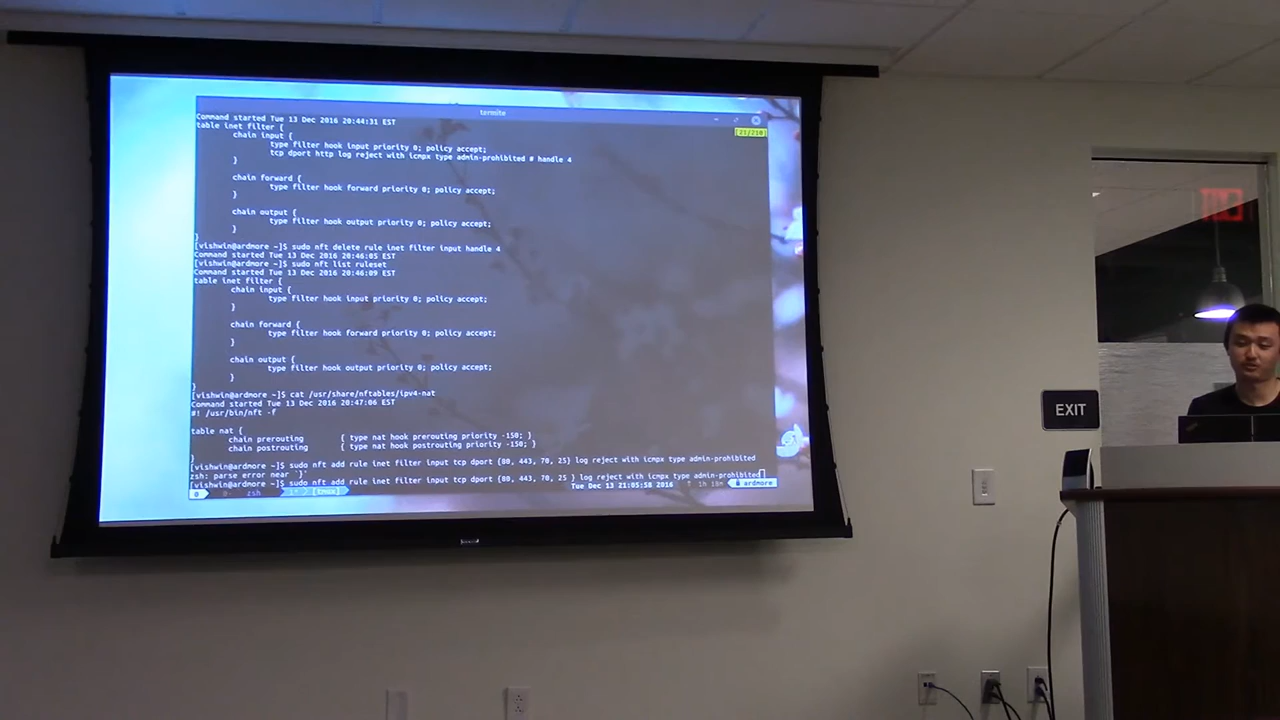 termite
Command started Tue 13 Dec 2016 20:44:31 EST
[21/210]
table inet filter {
chain input {
type filter hook input priority 0; policy accept;
tcp dport http log reject with icmpx type admin-prohibited # handle 4
}
chain forward {
type filter hook forward priority 0; policy accept;
}
chain output {
type filter hook output priority 0; policy accept;
}
}
[vishwin@ardmore ~]$ sudo nft delete rule inet filter input handle 4
Command started Tue 13 Dec 2016 20:46:05 EST
[vishwin@ardmore ~]$ sudo nft list ruleset
Command started Tue 13 Dec 2016 20:46:09 EST
table inet filter {
chain input {
type filter hook input priority 0; policy accept;
}
chain forward {
type filter hook forward priority 0; policy accept;
}
chain output {
type filter hook output priority 0; policy accept;
}
}
[vishwin@ardmore ~]$ cat /usr/share/nftables/ipv4-nat
Command started Tue 13 Dec 2016 20:47:06 EST
#! /usr/bin/nft -f
table nat {
chain prerouting { type nat hook prerouting priority -150; }
chain postrouting { type nat hook postrouting priority -150; }
}
[vishwin@ardmore ~]$ sudo nft add rule inet filter input tcp dport {80, 443, 70, 25} log reject with icmpx type admin-prohibited
zsh: parse error near `}'
[vishwin@ardmore ~]$ sudo nft add rule inet filter input tcp dport {80, 443, 70, 25 } log reject with icmpx type admin-prohibited
0 0- zsh 1* [tmux] Tue Dec 13 21:05:58 2016 ↑ 1h 18m ardmore
EXIT